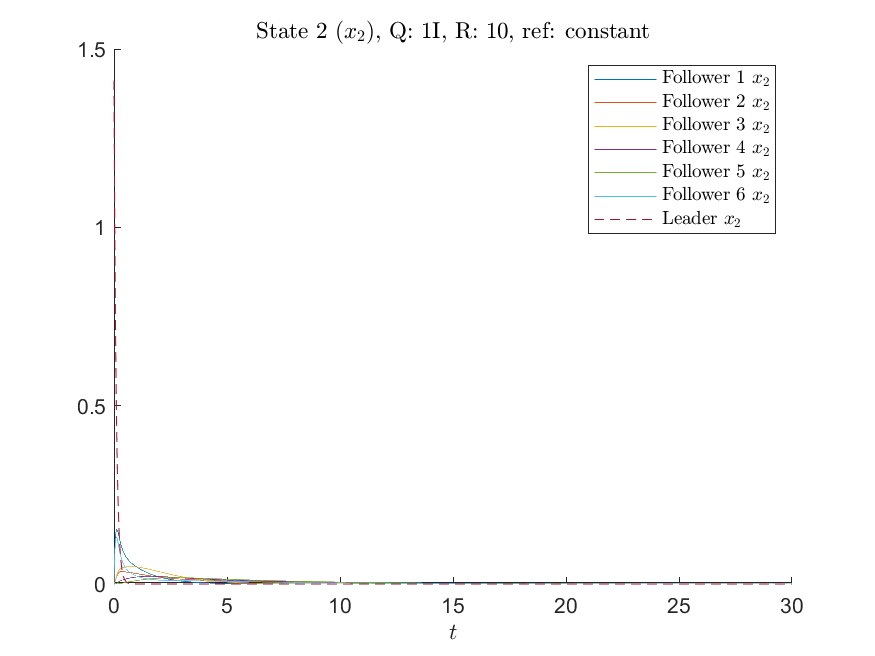 State 2 (x₂), Q: 1I, R: 10, ref: constant
1.5
1
0.5
0
Follower 1 x₂
Follower 2 x₂
Follower 3 x₂
Follower 4 x₂
Follower 5 x₂
Follower 6 x₂
Leader x₂
0 5 10 15 20 25 30
t